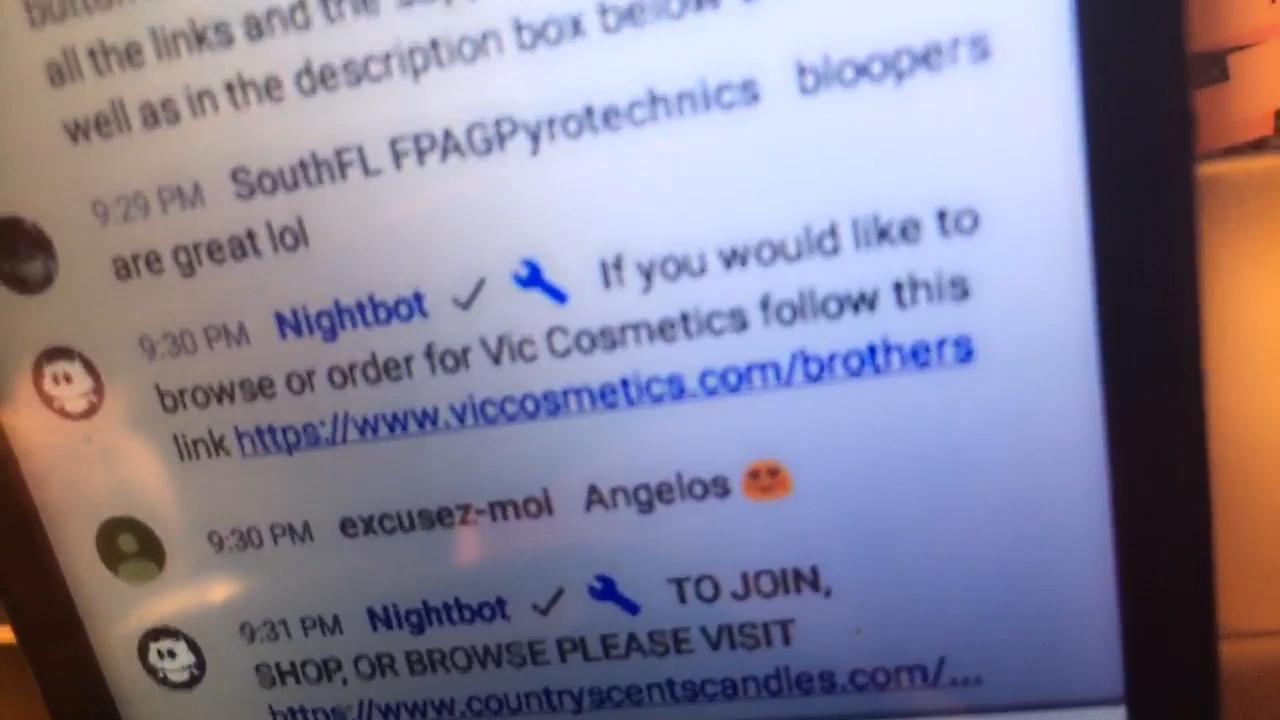 all the links and the
well as in the description box below
9:29 PM SouthFL FPAGPyrotechnics bloopers
are great lol
9:30 PM Nightbot If you would like to
browse or order for Vic Cosmetics follow this
link https://www.viccosmetics.com/brothers
9:30 PM excusez-moi Angelos
9:31 PM Nightbot TO JOIN,
SHOP, OR BROWSE PLEASE VISIT
https://www.countryscentscandles.com/...